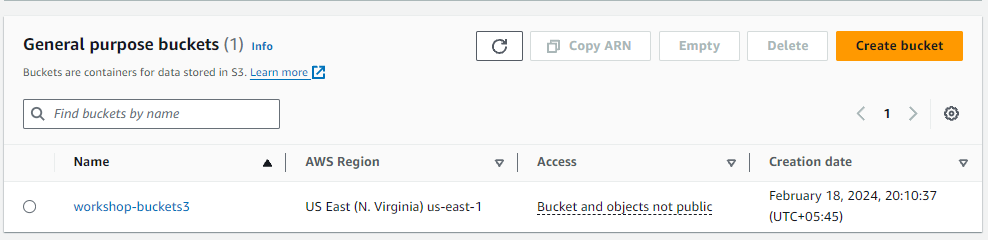 General purpose buckets (1) Info
Copy ARN
Empty
Delete
Create bucket
Buckets are containers for data stored in S3. Learn more
Find buckets by name
1
Name
AWS Region
Access
Creation date
workshop-buckets3
US East (N. Virginia) us-east-1
Bucket and objects not public
February 18, 2024, 20:10:37
(UTC+05:45)